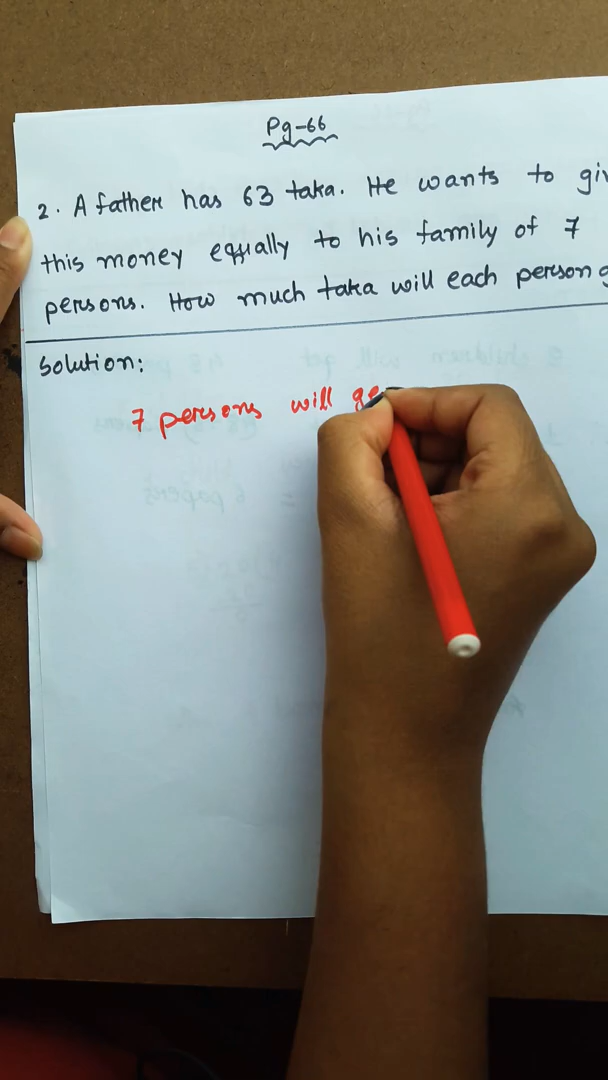 Pg-66
2. A father has 63 taka. He wants to
this money equally to his family of 7
persons. How much taka will each person
Solution:
7 persons will